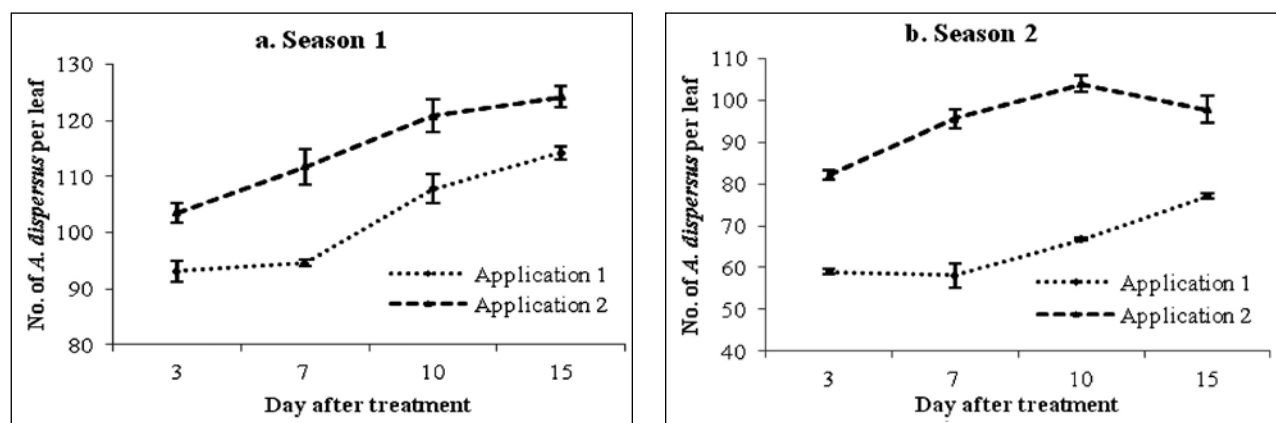 a. Season 1
No. of A. dispersus per leaf
130
120
110
100
90
80
3 7 10 15
Day after treatment
Application 1
Application 2
b. Season 2
No. of A. dispersus per leaf
110
100
90
80
70
60
50
40
3 7 10 15
Day after treatment
Application 1
Application 2